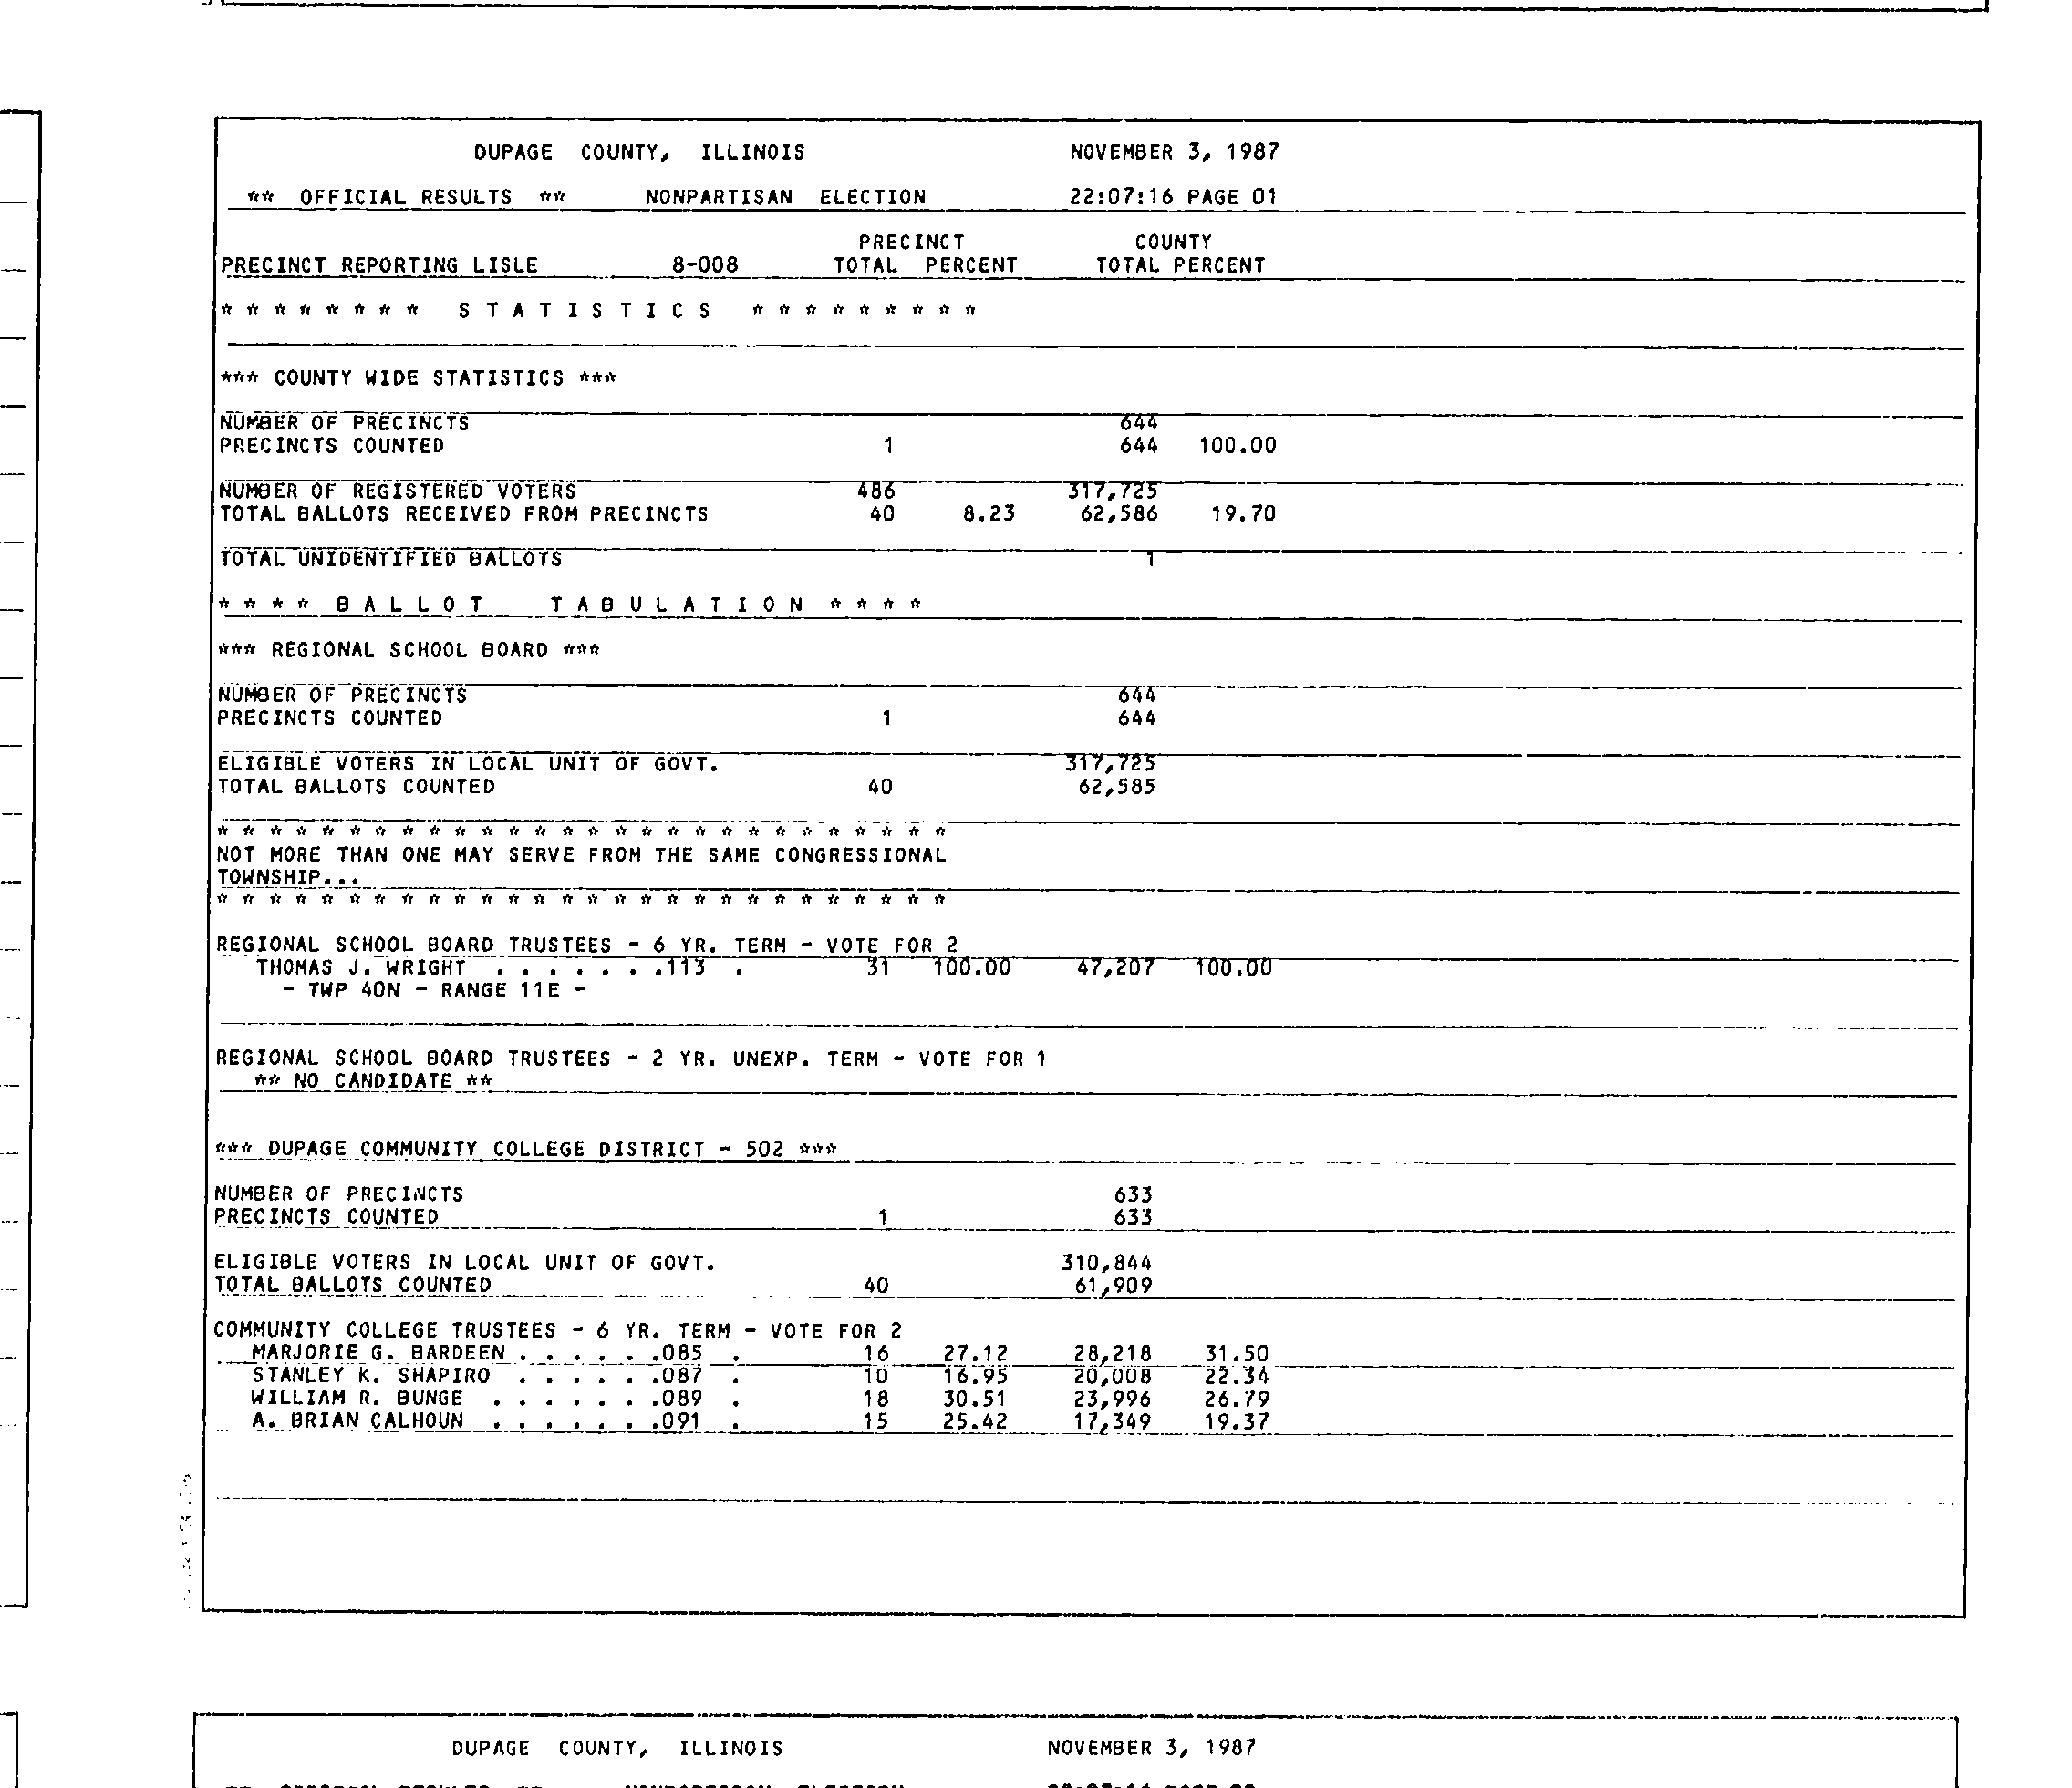 DUPAGE COUNTY, ILLINOIS NOVEMBER 3, 1987
** OFFICIAL RESULTS ** NONPARTISAN ELECTION 22:07:16 PAGE 01
PRECINCT COUNTY
PRECINCT REPORTING LISLE 8-008 TOTAL PERCENT TOTAL PERCENT
* * * * * * * * S T A T I S T I C S * * * * * * * * *
*** COUNTY WIDE STATISTICS ***
NUMBER OF PRECINCTS 644
PRECINCTS COUNTED 1 644 100.00
NUMBER OF REGISTERED VOTERS 486 317,725
TOTAL BALLOTS RECEIVED FROM PRECINCTS 40 8.23 62,586 19.70
TOTAL UNIDENTIFIED BALLOTS 1
* * * * B A L L O T T A B U L A T I O N * * * *
*** REGIONAL SCHOOL BOARD ***
NUMBER OF PRECINCTS 644
PRECINCTS COUNTED 1 644
ELIGIBLE VOTERS IN LOCAL UNIT OF GOVT. 317,725
TOTAL BALLOTS COUNTED 40 62,585
* * * * * * * * * * * * * * * * * * * * * * * * * * * *
NOT MORE THAN ONE MAY SERVE FROM THE SAME CONGRESSIONAL
TOWNSHIP...
* * * * * * * * * * * * * * * * * * * * * * * * * * * *
REGIONAL SCHOOL BOARD TRUSTEES - 6 YR. TERM - VOTE FOR 2
THOMAS J. WRIGHT . . . . . . .113 . 31 100.00 47,207 100.00
- TWP 40N - RANGE 11E -
REGIONAL SCHOOL BOARD TRUSTEES - 2 YR. UNEXP. TERM - VOTE FOR 1
** NO CANDIDATE **
*** DUPAGE COMMUNITY COLLEGE DISTRICT - 502 ***
NUMBER OF PRECINCTS 633
PRECINCTS COUNTED 1 633
ELIGIBLE VOTERS IN LOCAL UNIT OF GOVT. 310,844
TOTAL BALLOTS COUNTED 40 61,909
COMMUNITY COLLEGE TRUSTEES - 6 YR. TERM - VOTE FOR 2
MARJORIE G. BARDEEN . . . . . .085 . 16 27.12 28,218 31.50
STANLEY K. SHAPIRO . . . . . .087 . 10 16.95 20,008 22.34
WILLIAM R. BUNGE . . . . . . .089 . 18 30.51 23,996 26.79
A. BRIAN CALHOUN . . . . . . .091 . 15 25.42 17,349 19.37
DUPAGE COUNTY, ILLINOIS NOVEMBER 3, 1987